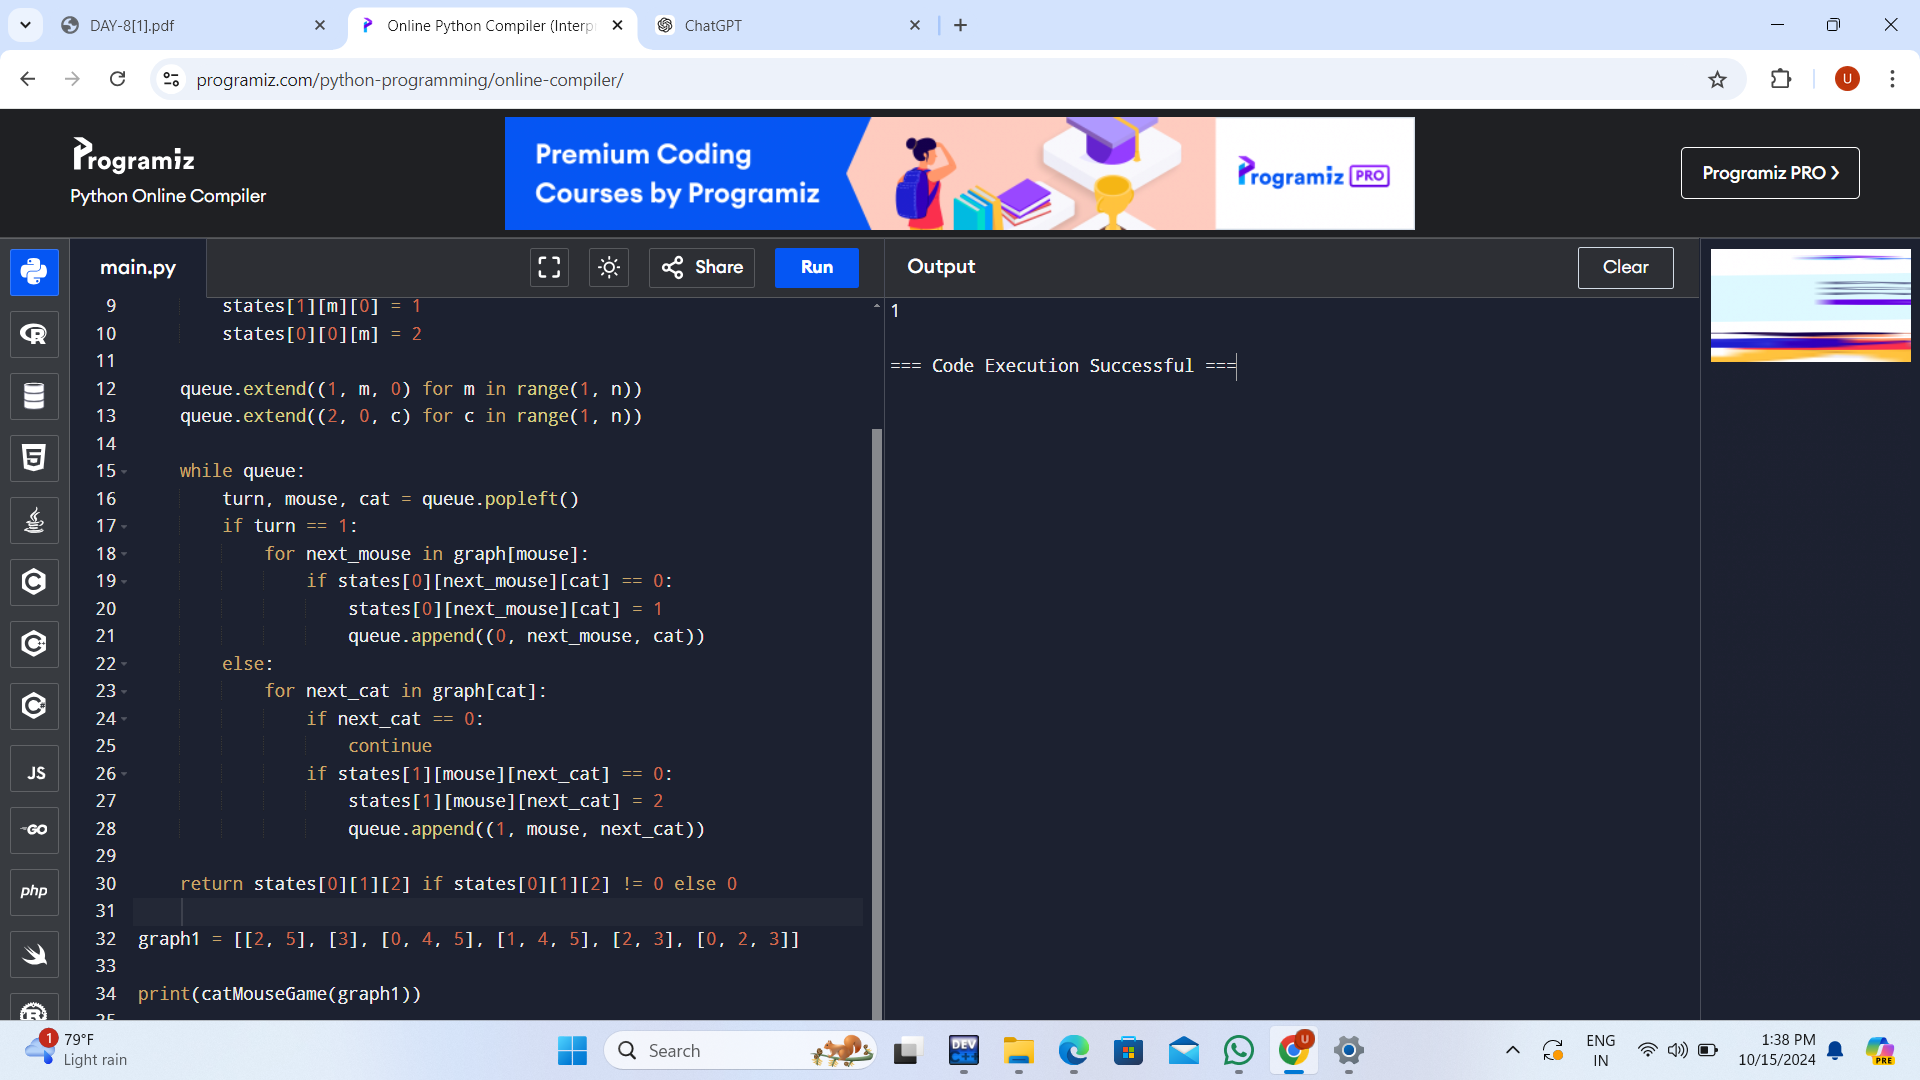 DAY-8[1].pdf
Online Python Compiler (Interp
ChatGPT
programiz.com/python-programming/online-compiler/
U
Programiz
Python Online Compiler
Premium Coding
Courses by Programiz
Programiz PRO
Programiz PRO
main.py
Share
Run
Output
Clear
9 states[1][m][0] = 1
10 states[0][0][m] = 2
11
12 queue.extend((1, m, 0) for m in range(1, n))
13 queue.extend((2, 0, c) for c in range(1, n))
14
15 while queue:
16 turn, mouse, cat = queue.popleft()
17 if turn == 1:
18 for next_mouse in graph[mouse]:
19 if states[0][next_mouse][cat] == 0:
20 states[0][next_mouse][cat] = 1
21 queue.append((0, next_mouse, cat))
22 else:
23 for next_cat in graph[cat]:
24 if next_cat == 0:
25 continue
26 if states[1][mouse][next_cat] == 0:
27 states[1][mouse][next_cat] = 2
28 queue.append((1, mouse, next_cat))
29
30 return states[0][1][2] if states[0][1][2] != 0 else 0
31
32 graph1 = [[2, 5], [3], [0, 4, 5], [1, 4, 5], [2, 3], [0, 2, 3]]
33
34 print(catMouseGame(graph1))
1
=== Code Execution Successful ===
R
5
C
C
C
JS
GO
php
1
79°F
Light rain
Search
DEV
C++
U
ENG
IN
1:38 PM
10/15/2024
PRE